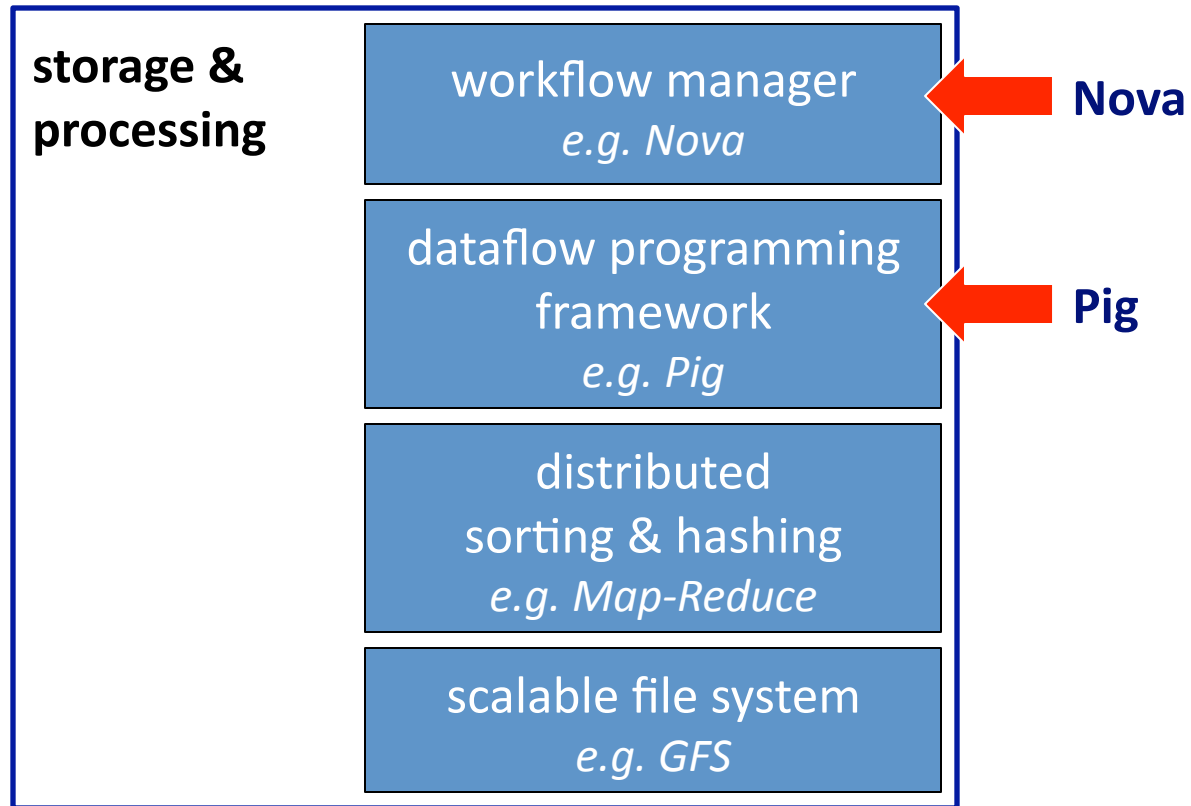 storage &
processing
workflow manager
e.g. Nova
Nova
dataflow programming
framework
e.g. Pig
Pig
distributed
sorting & hashing
e.g. Map-Reduce
scalable file system
e.g. GFS